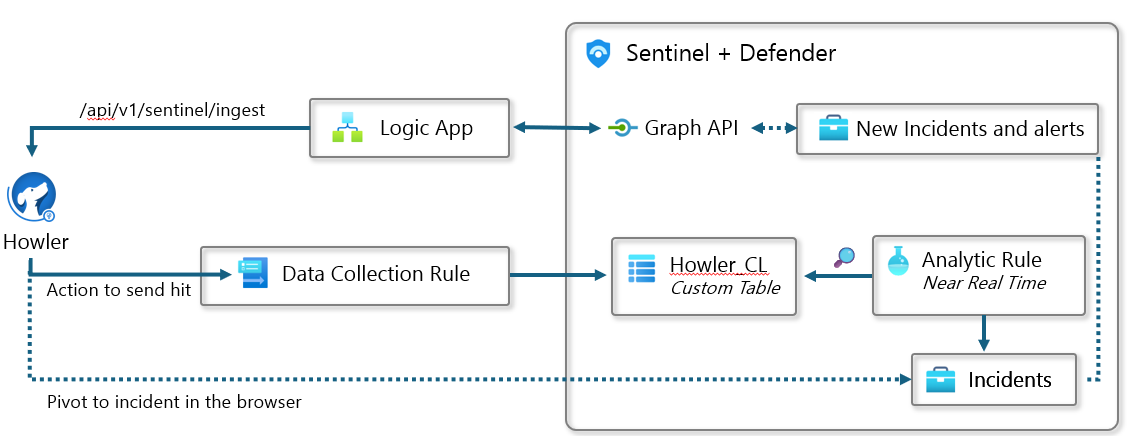 Sentinel + Defender
/api/v1/sentinel/ingest
Logic App
Graph API
New Incidents and alerts
Howler
Action to send hit
Data Collection Rule
Howler_CL
Custom Table
Analytic Rule
Near Real Time
Incidents
Pivot to incident in the browser